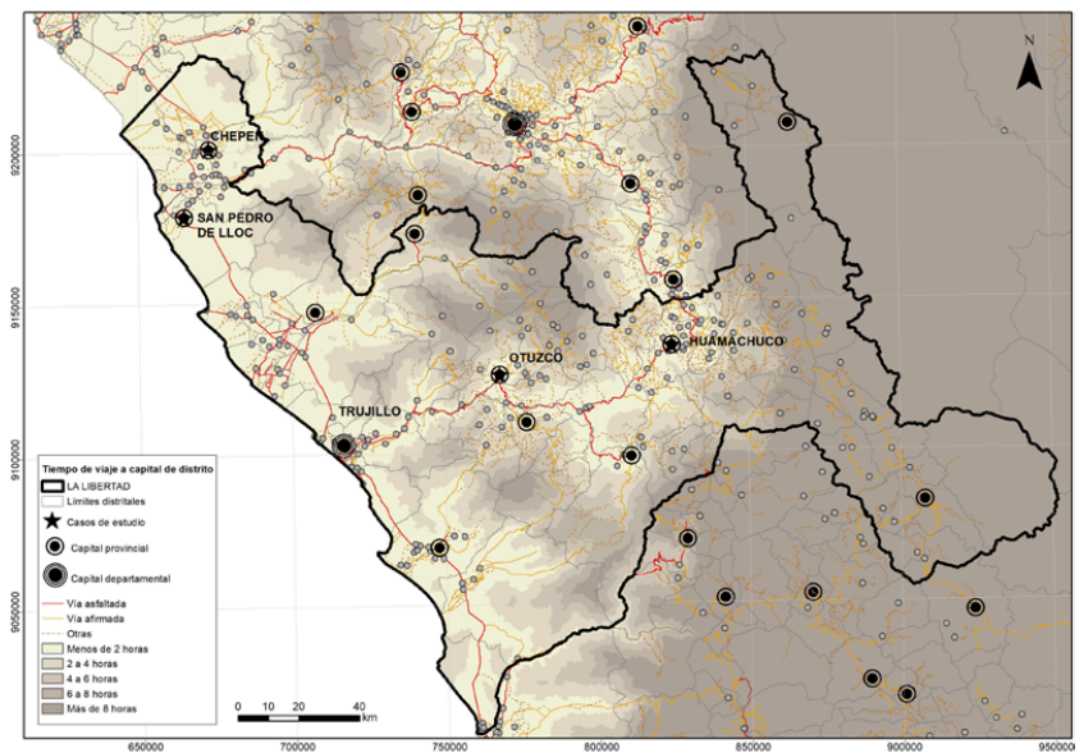 N
CHEPEN
SAN PEDRO
DE LLOC
OTUZCO
HUAMACHUCO
TRUJILLO
9200000
9150000
9100000
9050000
Tiempo de viaje a capital de distrito
LA LIBERTAD
Límites distritales
Casos de estudio
Capital provincial
Capital departamental
Vía asfaltada
Vía afirmada
Otras
Menos de 2 horas
2 a 4 horas
4 a 6 horas
6 a 8 horas
Más de 8 horas
0 10 20 40
km
650000 700000 750000 800000 850000 900000 950000